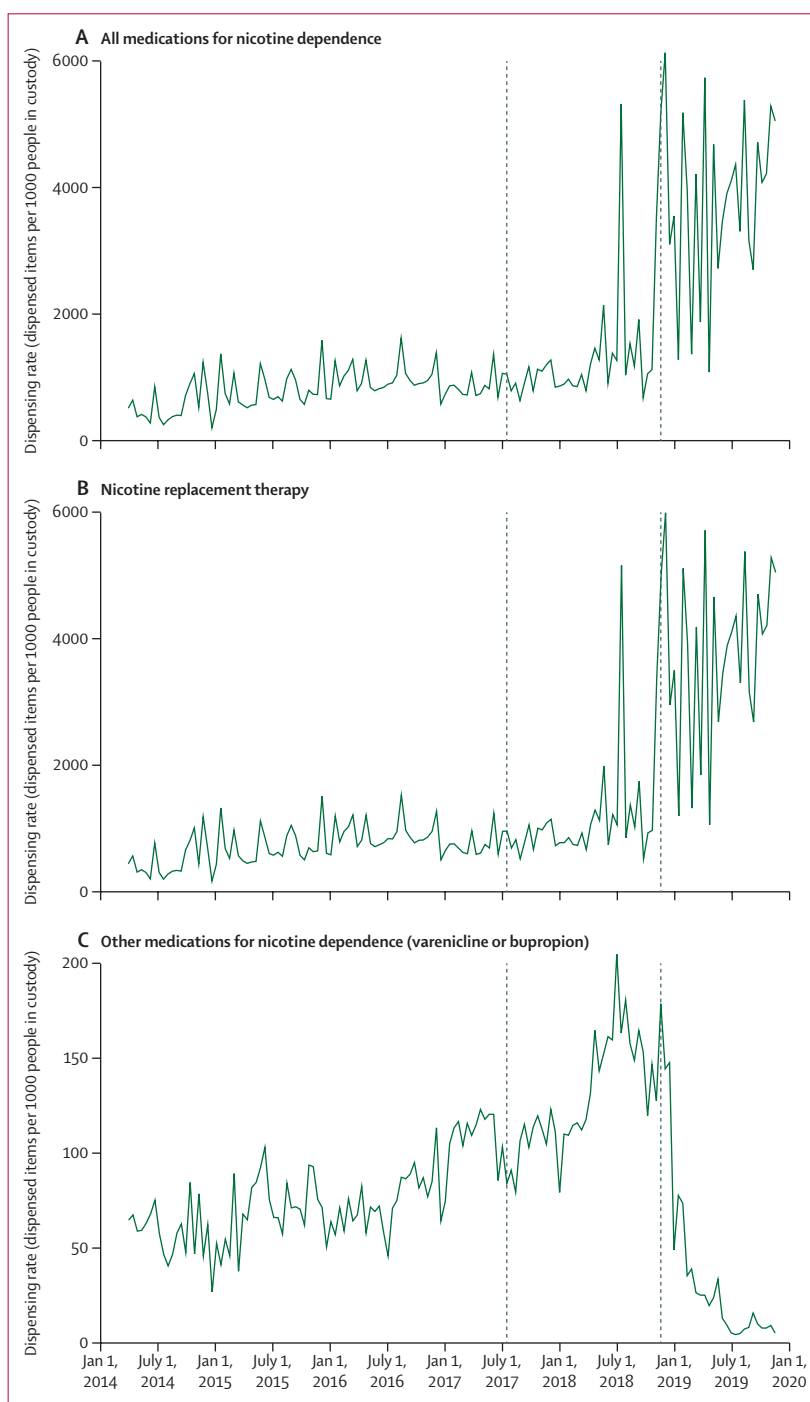 A All medications for nicotine dependence
Dispensing rate (dispensed items per 1000 people in custody)
6000
4000
2000
0
B Nicotine replacement therapy
Dispensing rate (dispensed items per 1000 people in custody)
6000
4000
2000
0
C Other medications for nicotine dependence (varenicline or bupropion)
Dispensing rate (dispensed items per 1000 people in custody)
200
150
100
50
0
Jan 1, July 1, Jan 1, July 1, Jan 1, July 1, Jan 1, July 1, Jan 1, July 1, Jan 1, July 1, Jan 1,
2014 2014 2015 2015 2016 2016 2017 2017 2018 2018 2019 2019 2020